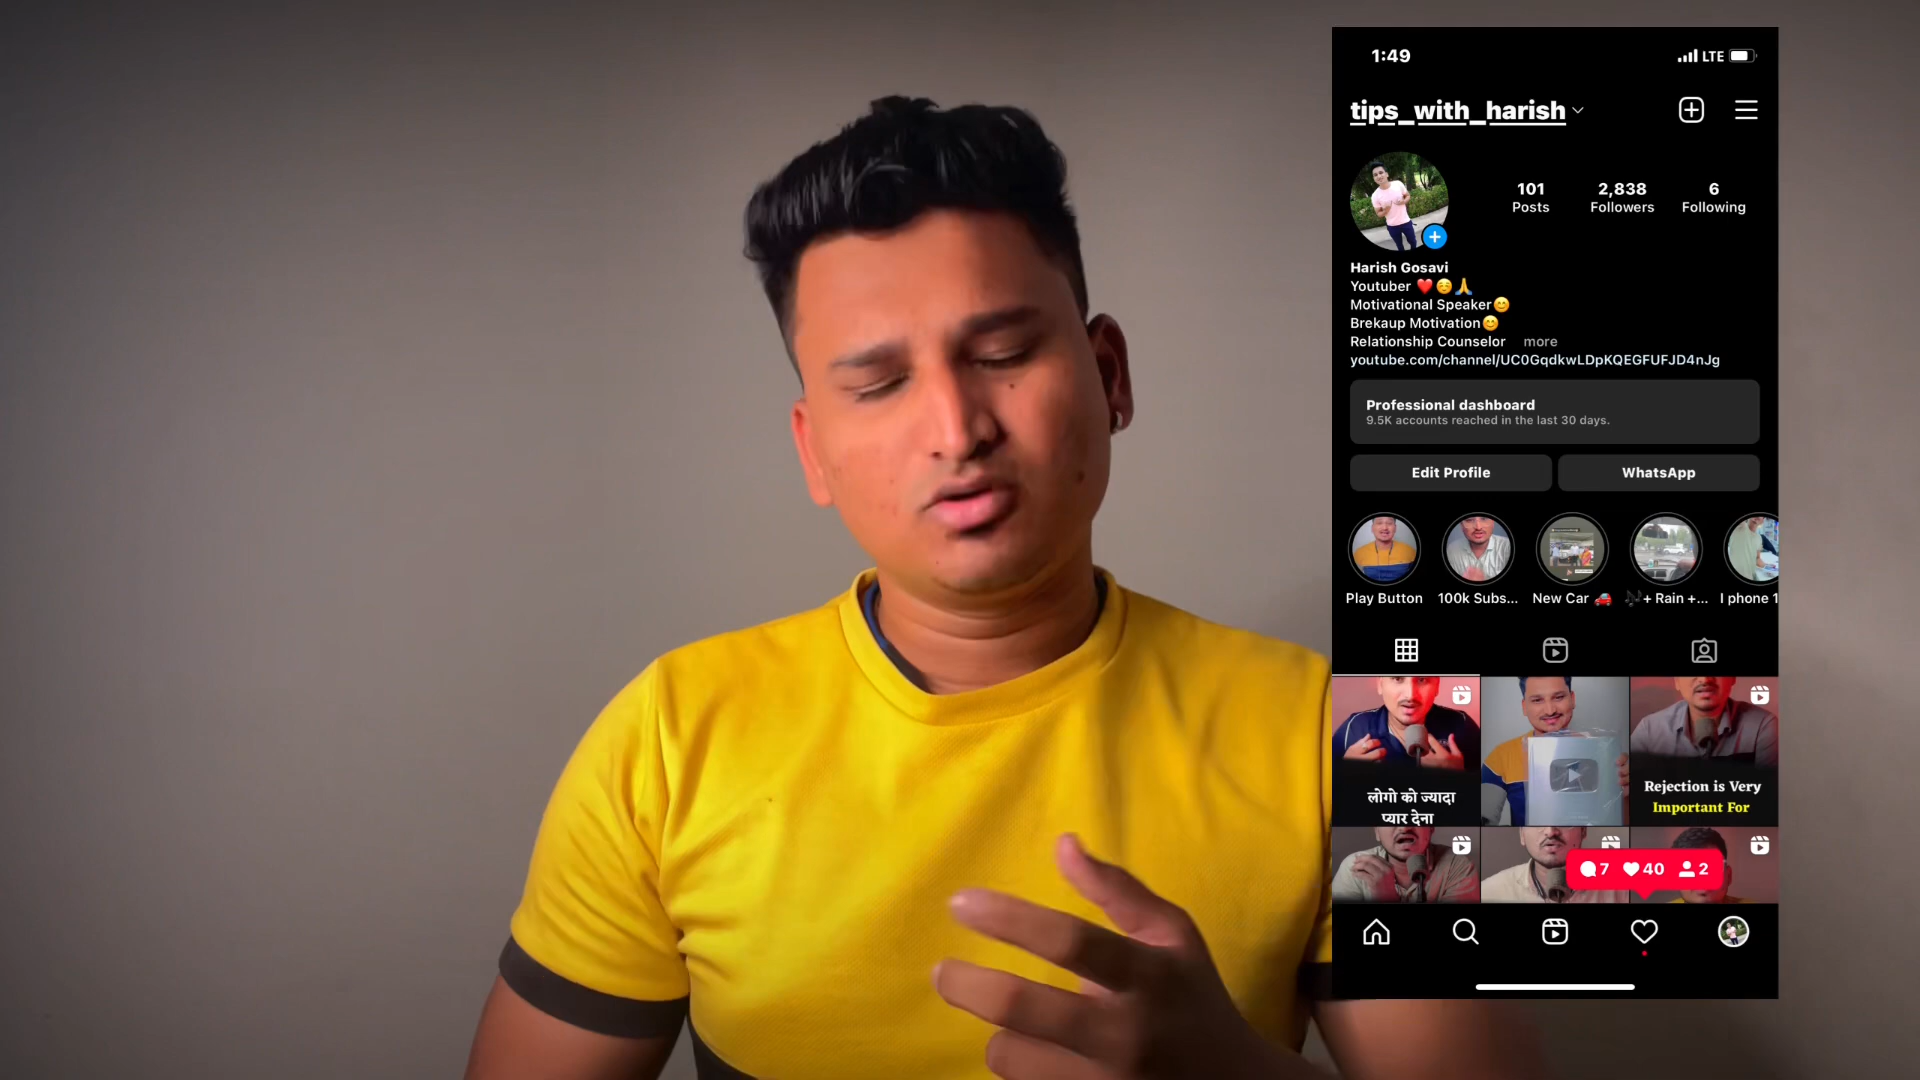 1:49
LTE
tips_with_harish
101
Posts
2,838
Followers
6
Following
Harish Gosavi
Youtuber ❤️☺️🙏
Motivational Speaker😊
Brekaup Motivation😊
Relationship Counselor more
youtube.com/channel/UC0GqdkwLDpKQEGFUFJD4nJg
Professional dashboard
9.5K accounts reached in the last 30 days.
Edit Profile
WhatsApp
Play Button
100k Subs...
New Car 🚗
🎶+ Rain +...
I phone 1
लोगो को ज्यादा
प्यार देना
Rejection is Very
Important For
7
40
2